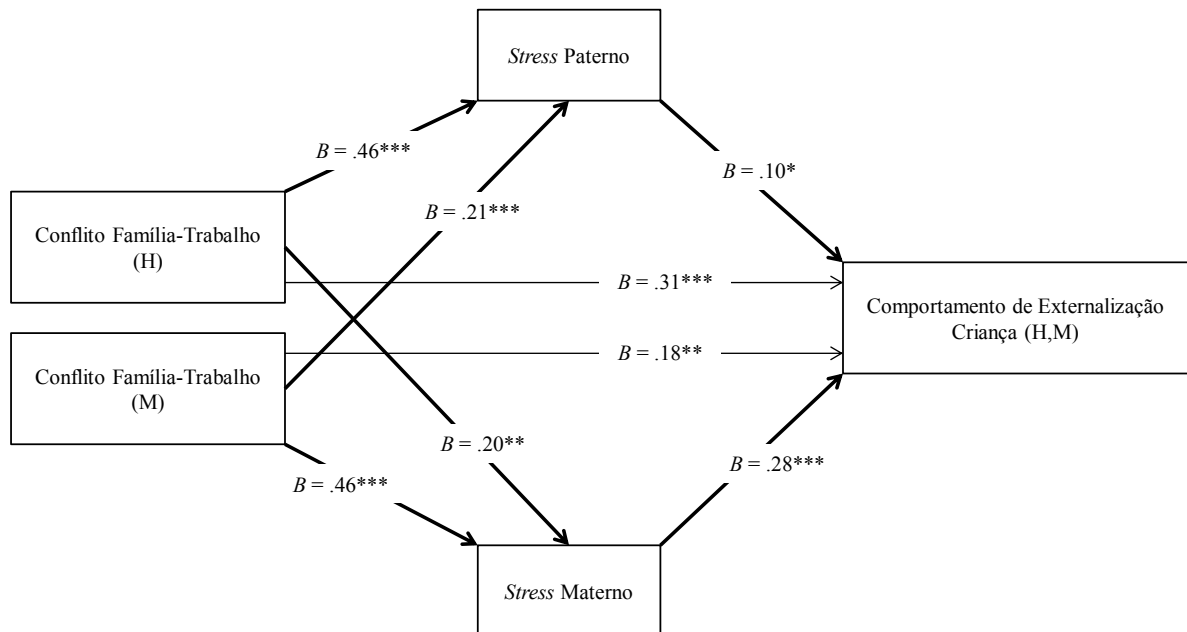 Stress Paterno
B = .46***
B = .10*
B = .21***
Conflito Família-Trabalho
(H)
B = .31***
Comportamento de Externalização
Criança (H,M)
B = .18**
Conflito Família-Trabalho
(M)
B = .20**
B = .28***
B = .46***
Stress Materno